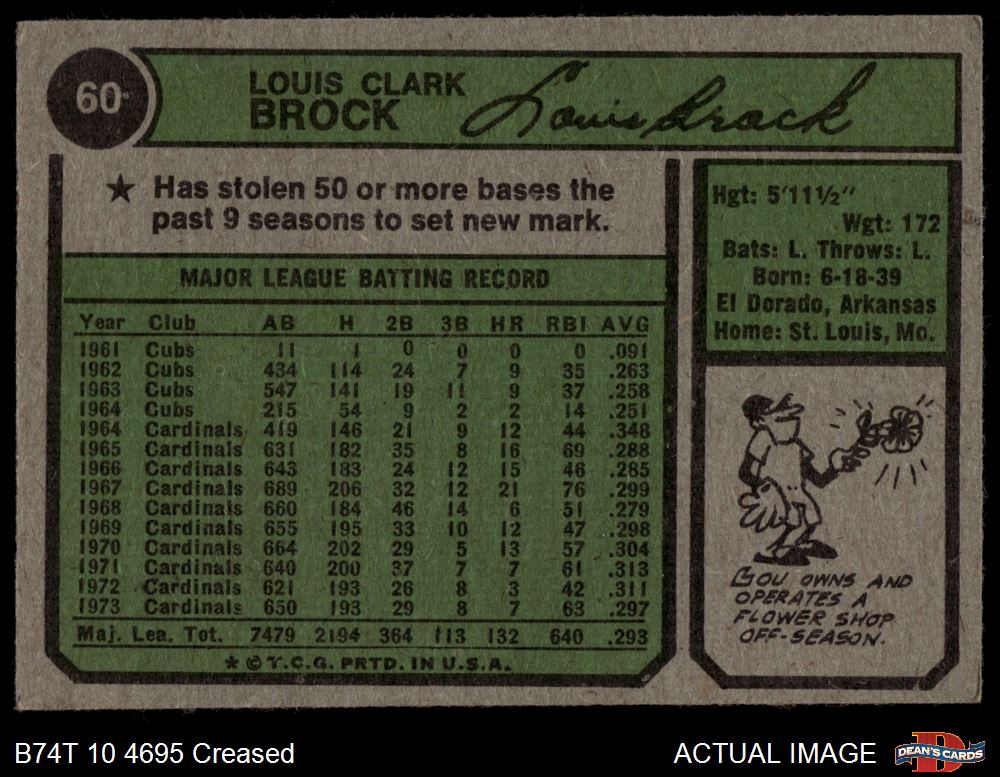 60
LOUIS CLARK
BROCK
Louis Brock
★ Has stolen 50 or more bases the
past 9 seasons to set new mark.
Hgt: 5'11½"
Wgt: 172
Bats: L. Throws: L.
Born: 6-18-39
El Dorado, Arkansas
Home: St. Louis, Mo.
MAJOR LEAGUE BATTING RECORD
Year Club AB H 2B 3B HR RBI AVG
1961 Cubs 11 1 0 0 0 0 .091
1962 Cubs 434 114 24 7 9 35 .263
1963 Cubs 547 141 19 11 9 37 .258
1964 Cubs 215 54 9 2 2 14 .251
1964 Cardinals 419 146 21 9 12 44 .348
1965 Cardinals 631 182 35 8 16 69 .288
1966 Cardinals 643 183 24 12 15 46 .285
1967 Cardinals 689 206 32 12 21 76 .299
1968 Cardinals 660 184 46 14 6 51 .279
1969 Cardinals 655 195 33 10 12 47 .298
1970 Cardinals 664 202 29 5 13 57 .304
1971 Cardinals 640 200 37 7 7 61 .313
1972 Cardinals 621 193 26 8 3 42 .311
1973 Cardinals 650 193 29 8 7 63 .297
Maj. Lea. Tot. 7479 2194 364 113 132 640 .293
★ © T.C.G. PRTD. IN U.S.A.
LOU OWNS AND
OPERATES A
FLOWER SHOP
OFF-SEASON.
B74T 10 4695 Creased
ACTUAL IMAGE
DEAN'S CARDS